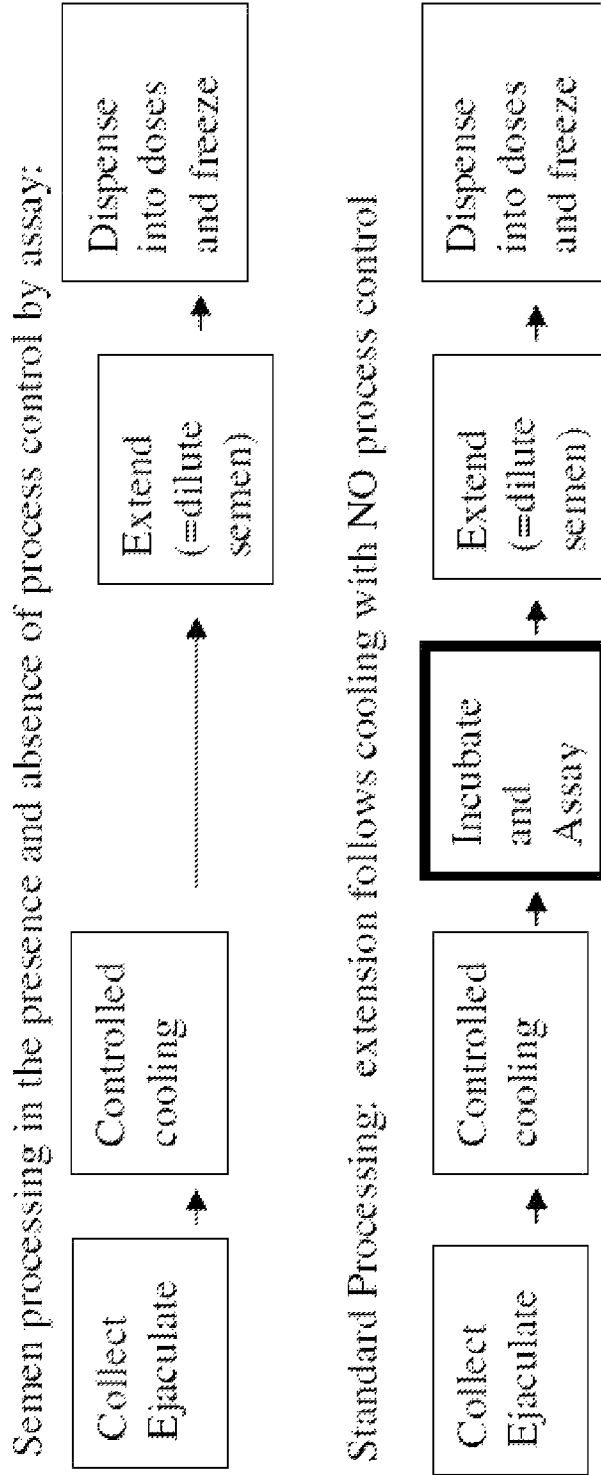 Semen processing in the presence and absence of process control by assay:
Collect
Ejaculate
Controlled
cooling
Extend
(=dilute
semen)
Dispense
into doses
and freeze
Standard Processing: extension follows cooling with NO process control
Collect
Ejaculate
Controlled
cooling
Incubate
and
Assay
Extend
(=dilute
semen)
Dispense
into doses
and freeze